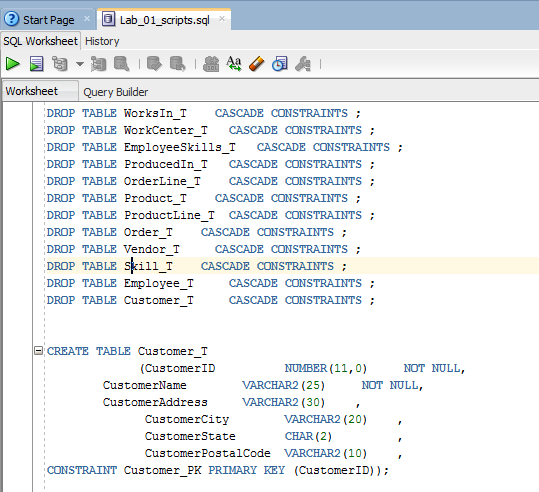 Start Page Lab_01_scripts.sql
SQL Worksheet History
Aa
Worksheet Query Builder
DROP TABLE WorksIn_T CASCADE CONSTRAINTS ;
DROP TABLE WorkCenter_T CASCADE CONSTRAINTS ;
DROP TABLE EmployeeSkills_T CASCADE CONSTRAINTS ;
DROP TABLE ProducedIn_T CASCADE CONSTRAINTS ;
DROP TABLE OrderLine_T CASCADE CONSTRAINTS ;
DROP TABLE Product_T CASCADE CONSTRAINTS ;
DROP TABLE ProductLine_T CASCADE CONSTRAINTS ;
DROP TABLE Order_T CASCADE CONSTRAINTS ;
DROP TABLE Vendor_T CASCADE CONSTRAINTS ;
DROP TABLE Skill_T CASCADE CONSTRAINTS ;
DROP TABLE Employee_T CASCADE CONSTRAINTS ;
DROP TABLE Customer_T CASCADE CONSTRAINTS ;
CREATE TABLE Customer_T
(CustomerID NUMBER(11,0) NOT NULL,
CustomerName VARCHAR2(25) NOT NULL,
CustomerAddress VARCHAR2(30) ,
CustomerCity VARCHAR2(20) ,
CustomerState CHAR(2) ,
CustomerPostalCode VARCHAR2(10) ,
CONSTRAINT Customer_PK PRIMARY KEY (CustomerID));